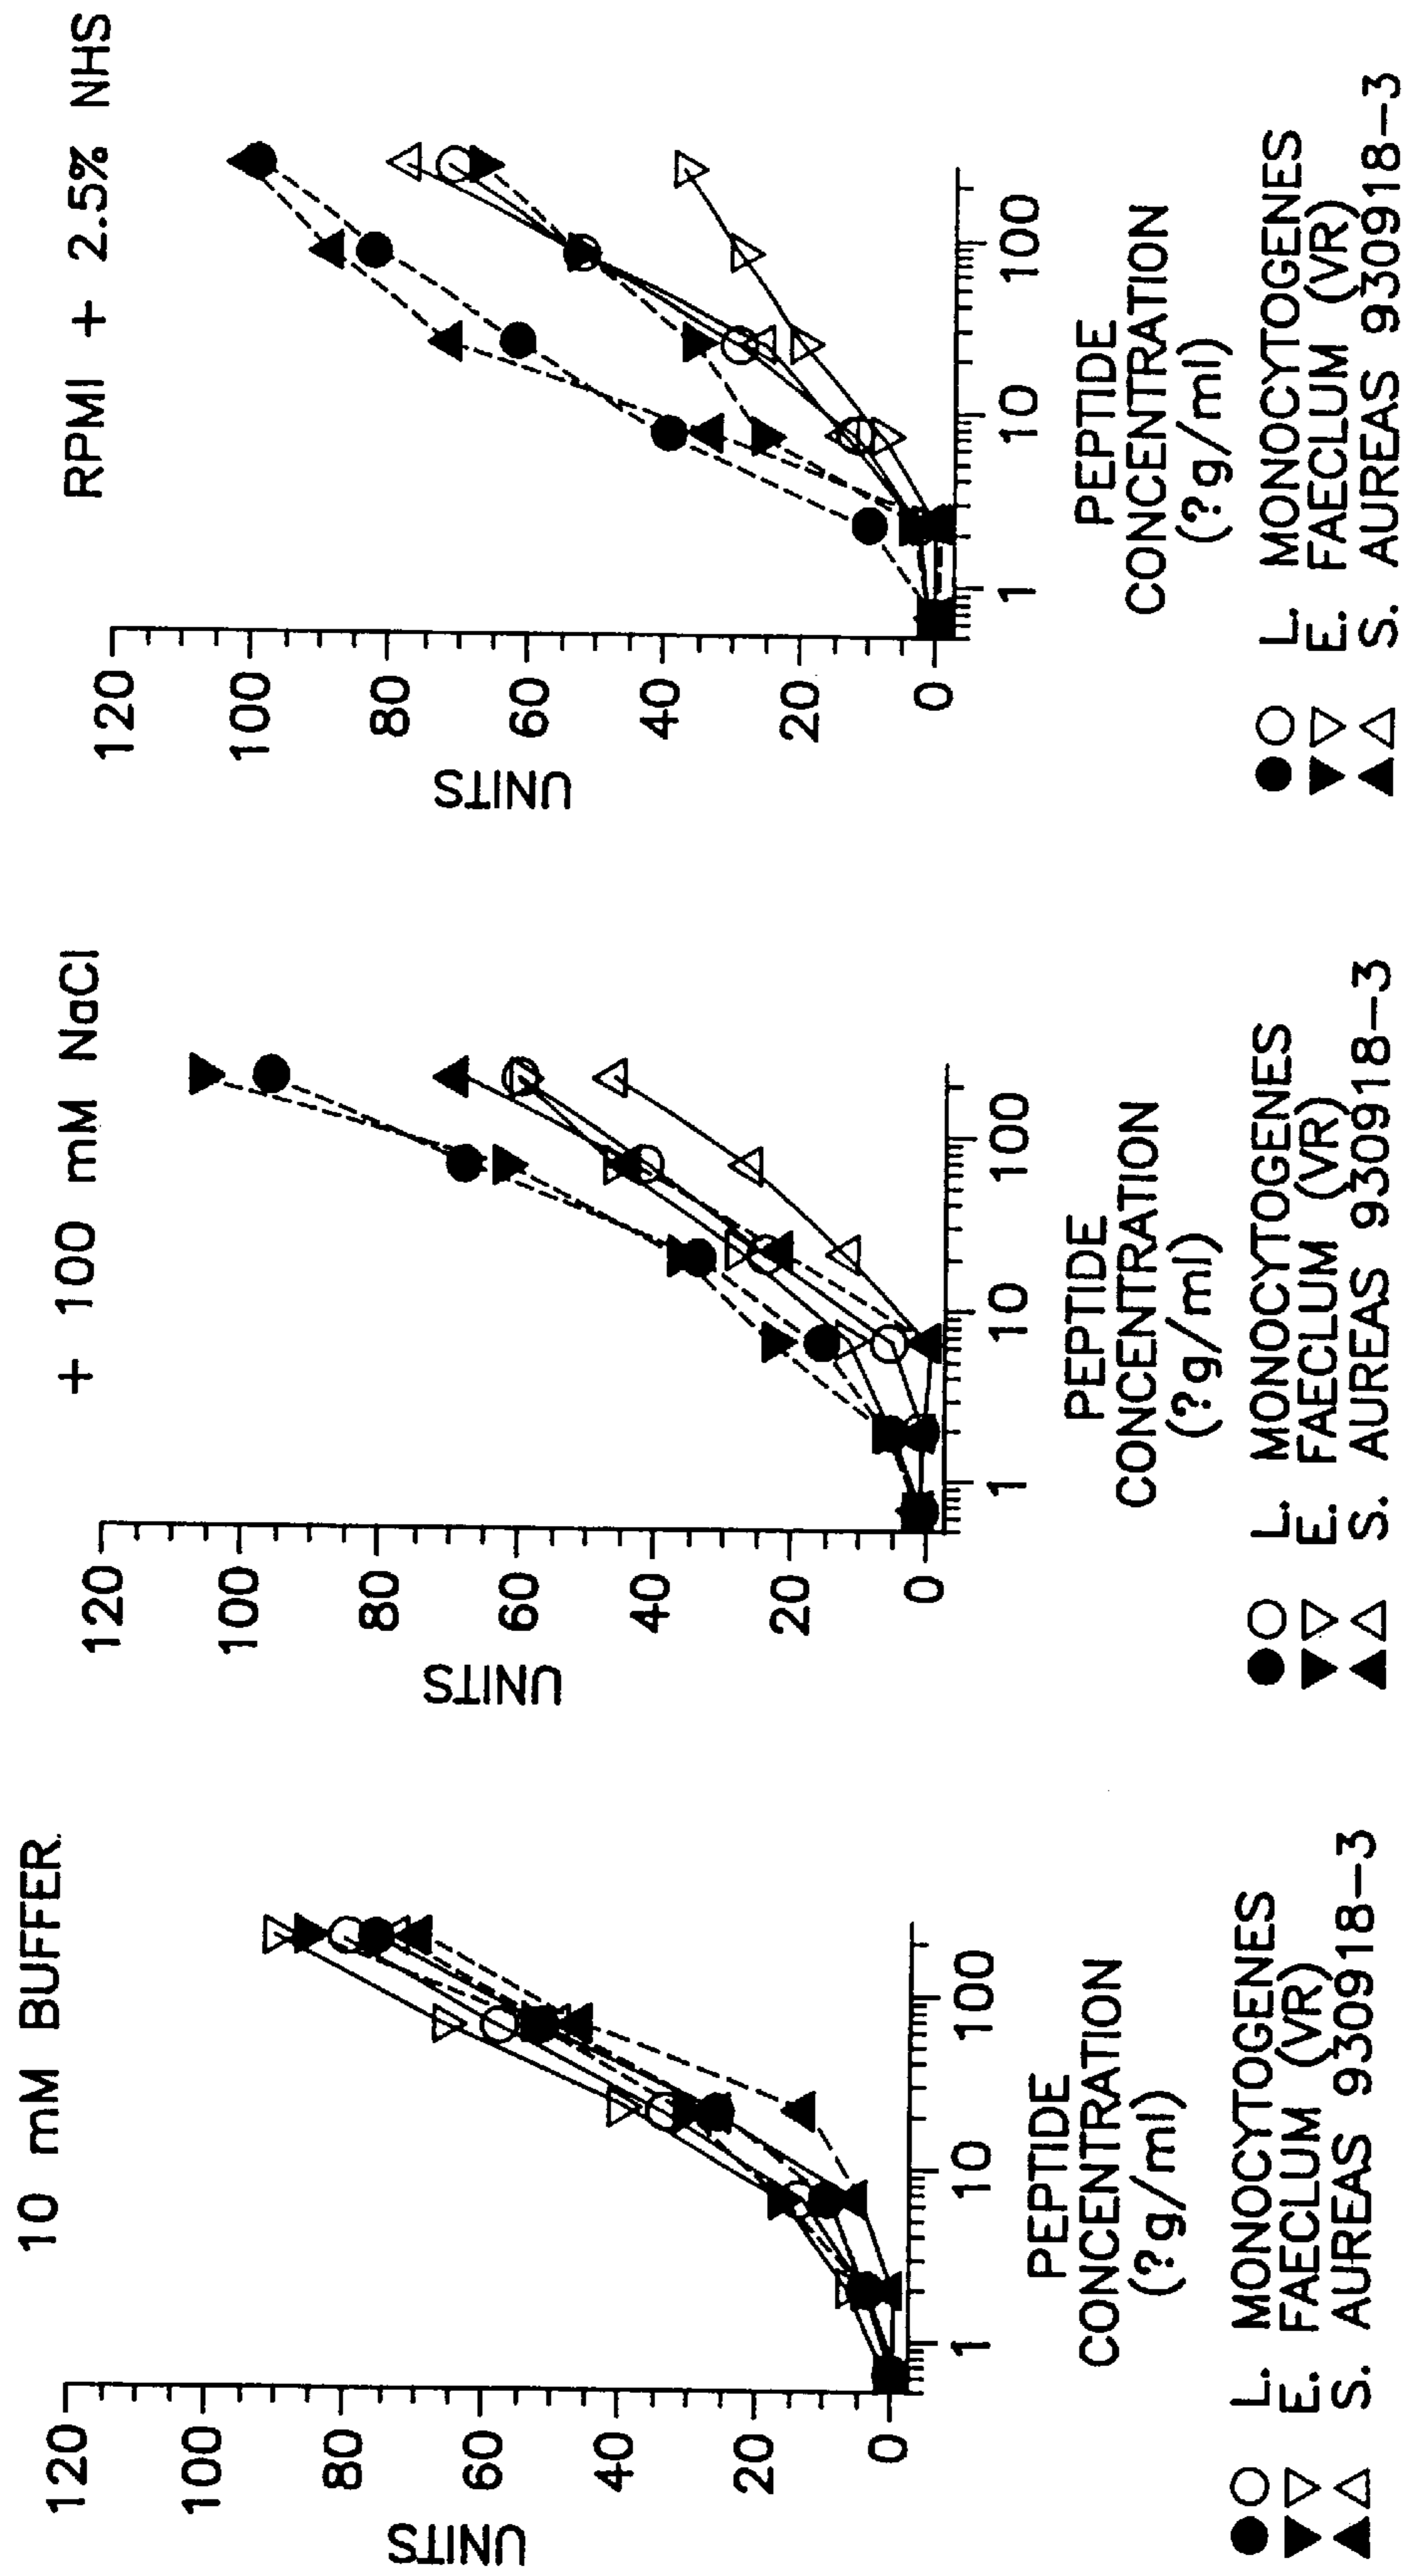 10 mM BUFFER
120
100
80
60
40
20
0
UNITS
1
10
100
PEPTIDE
CONCENTRATION
(?g/ml)
L. MONOCYTOGENES
E. FAECLUM (VR)
S. AUREAS 930918-3
+ 100 mM NaCl
120
100
80
60
40
20
0
UNITS
1
10
100
PEPTIDE
CONCENTRATION
(?g/ml)
L. MONOCYTOGENES
E. FAECLUM (VR)
S. AUREAS 930918-3
RPMI + 2.5% NHS
120
100
80
60
40
20
0
UNITS
1
10
100
PEPTIDE
CONCENTRATION
(?g/ml)
L. MONOCYTOGENES
E. FAECLUM (VR)
S. AUREAS 930918-3